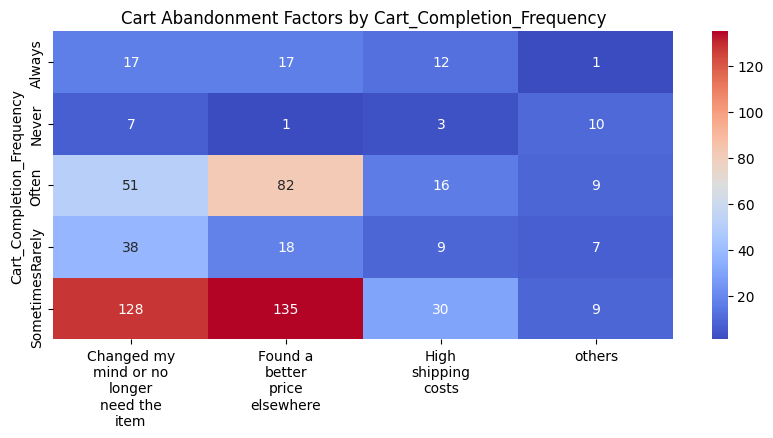 Cart Abandonment Factors by Cart_Completion_Frequency
Cart_Completion_Frequency
Always
17
17
12
1
Never
7
1
3
10
Often
51
82
16
9
Rarely
38
18
9
7
Sometimes
128
135
30
9
Changed my
mind or no
longer
need the
item
Found a
better
price
elsewhere
High
shipping
costs
others
120
100
80
60
40
20